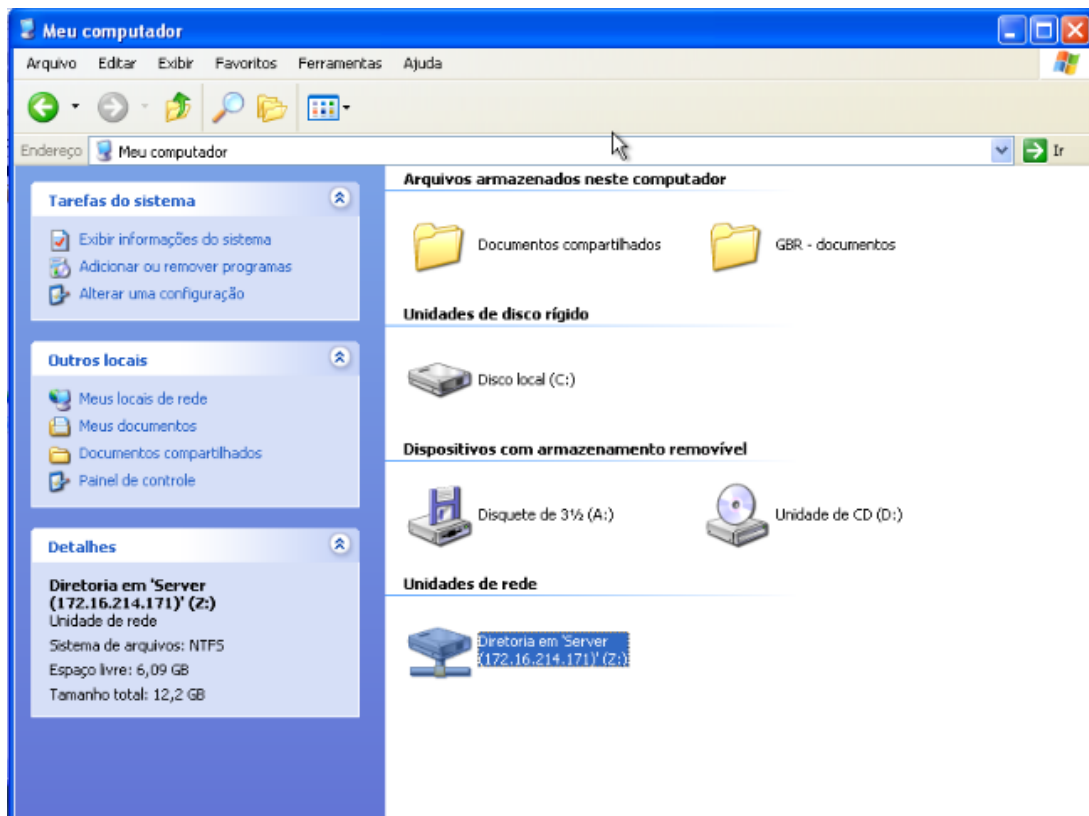 Meu computador
Arquivo Editar Exibir Favoritos Ferramentas Ajuda
Endereço Meu computador Ir
Tarefas do sistema
Exibir informações do sistema
Adicionar ou remover programas
Alterar uma configuração
Outros locais
Meus locais de rede
Meus documentos
Documentos compartilhados
Painel de controle
Detalhes
Diretoria em 'Server
(172.16.214.171)' (Z:)
Unidade de rede
Sistema de arquivos: NTFS
Espaço livre: 6,09 GB
Tamanho total: 12,2 GB
Arquivos armazenados neste computador
Documentos compartilhados
GBR - documentos
Unidades de disco rígido
Disco local (C:)
Dispositivos com armazenamento removível
Disquete de 3½ (A:)
Unidade de CD (D:)
Unidades de rede
Diretoria em 'Server
(172.16.214.171)' (Z:)